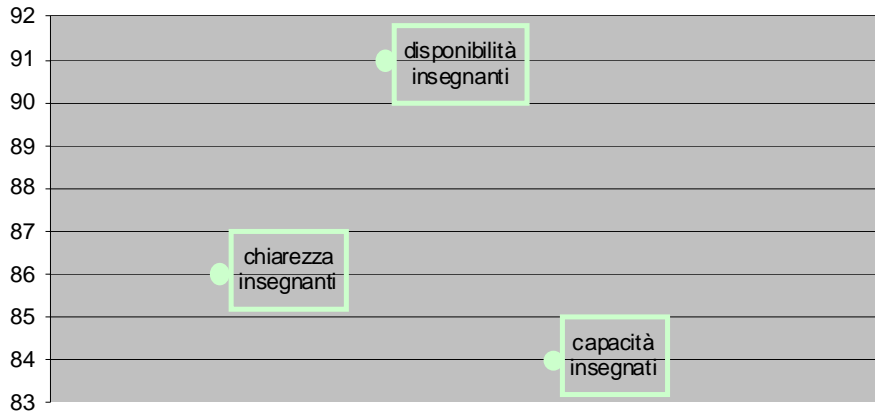 92
91
90
89
88
87
86
85
84
83
disponibilità
insegnanti
chiarezza
insegnanti
capacità
insegnati